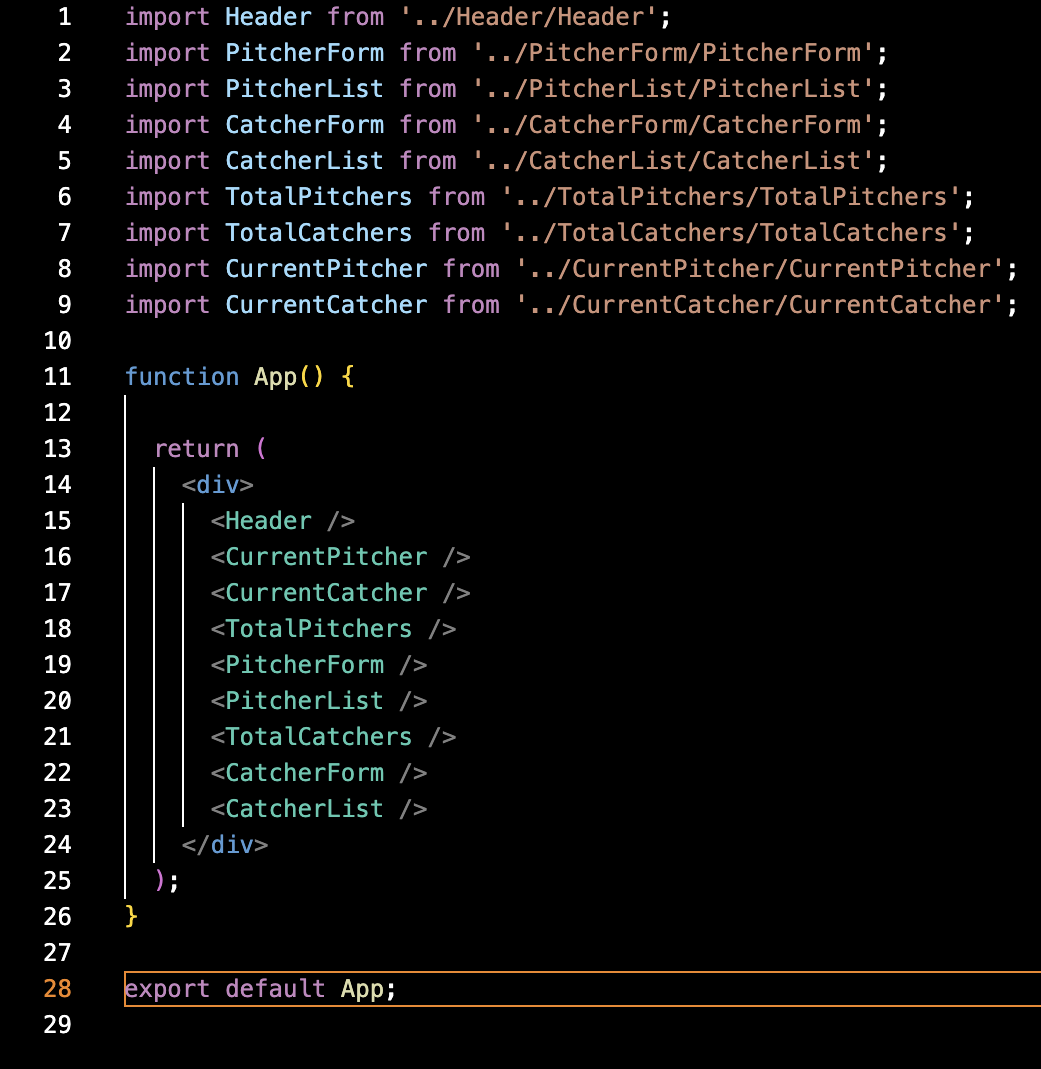 1 import Header from '../Header/Header';
2 import PitcherForm from '../PitcherForm/PitcherForm';
3 import PitcherList from '../PitcherList/PitcherList';
4 import CatcherForm from '../CatcherForm/CatcherForm';
5 import CatcherList from '../CatcherList/CatcherList';
6 import TotalPitchers from '../TotalPitchers/TotalPitchers';
7 import TotalCatchers from '../TotalCatchers/TotalCatchers';
8 import CurrentPitcher from '../CurrentPitcher/CurrentPitcher';
9 import CurrentCatcher from '../CurrentCatcher/CurrentCatcher';
10
11 function App() {
12
13   return (
14     <div>
15       <Header />
16       <CurrentPitcher />
17       <CurrentCatcher />
18       <TotalPitchers />
19       <PitcherForm />
20       <PitcherList />
21       <TotalCatchers />
22       <CatcherForm />
23       <CatcherList />
24     </div>
25   );
26 }
27
28 export default App;
29